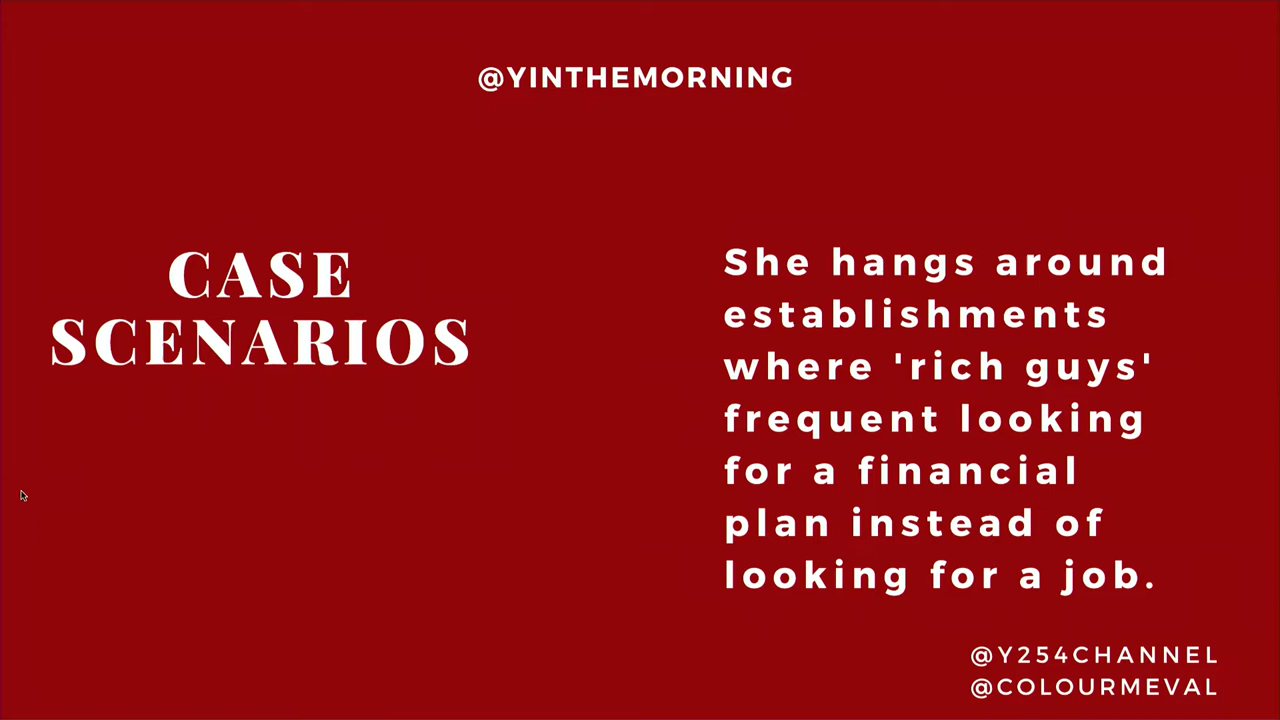 @YINTHEMORNING
CASE
SCENARIOS
She hangs around
establishments
where 'rich guys'
frequent looking
for a financial
plan instead of
looking for a job.
@Y254CHANNEL
@COLOURMEVAL